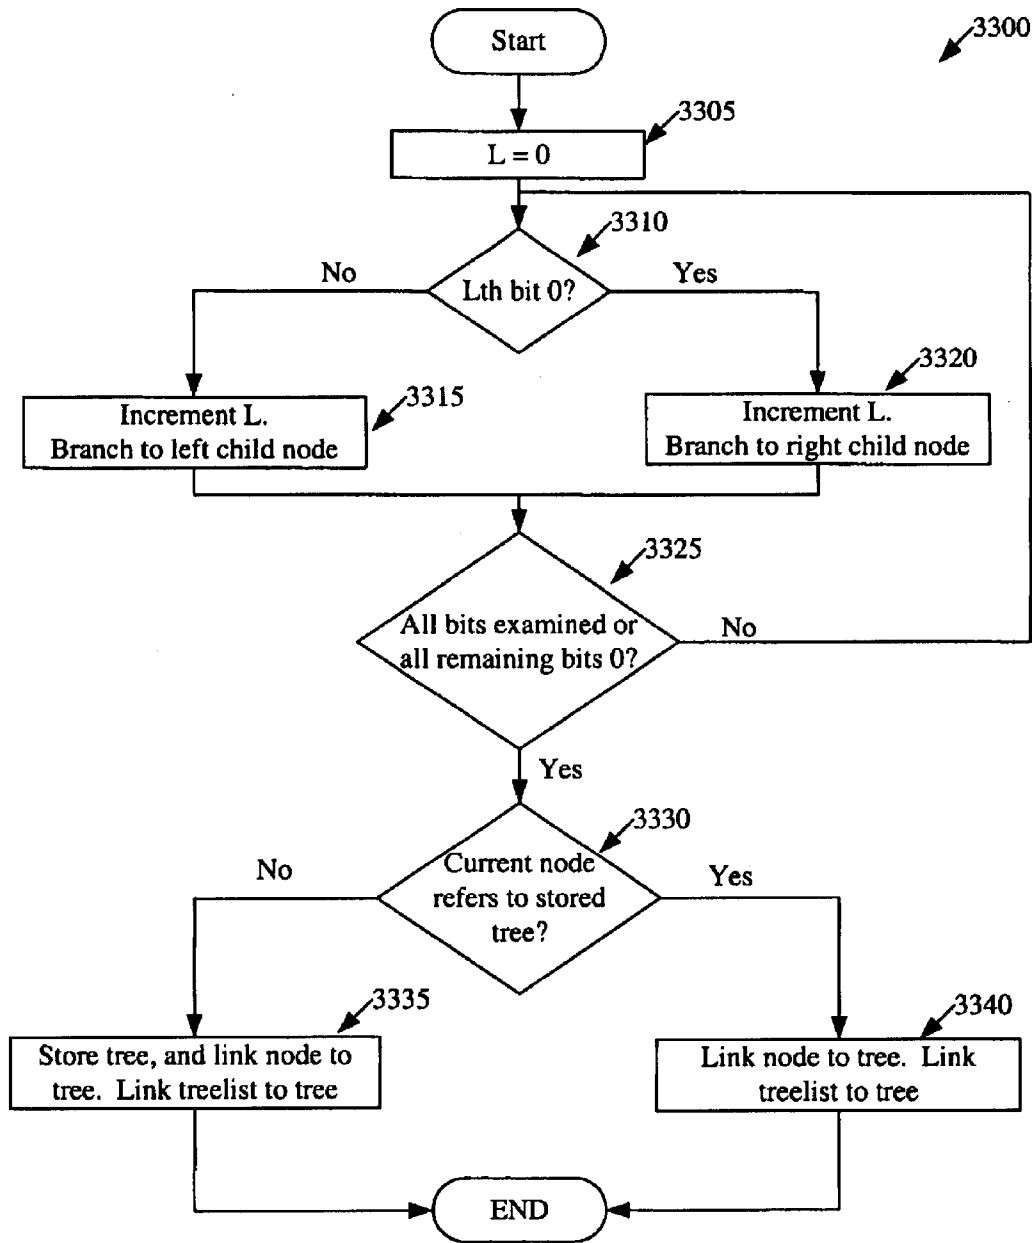 Start
3300
3305
L = 0
3310
No
Lth bit 0?
Yes
3315
3320
Increment L.
Branch to left child node
Increment L.
Branch to right child node
3325
All bits examined or
all remaining bits 0?
No
Yes
3330
No
Current node
refers to stored
tree?
Yes
3335
3340
Store tree, and link node to
tree. Link treelist to tree
Link node to tree. Link
treelist to tree
END